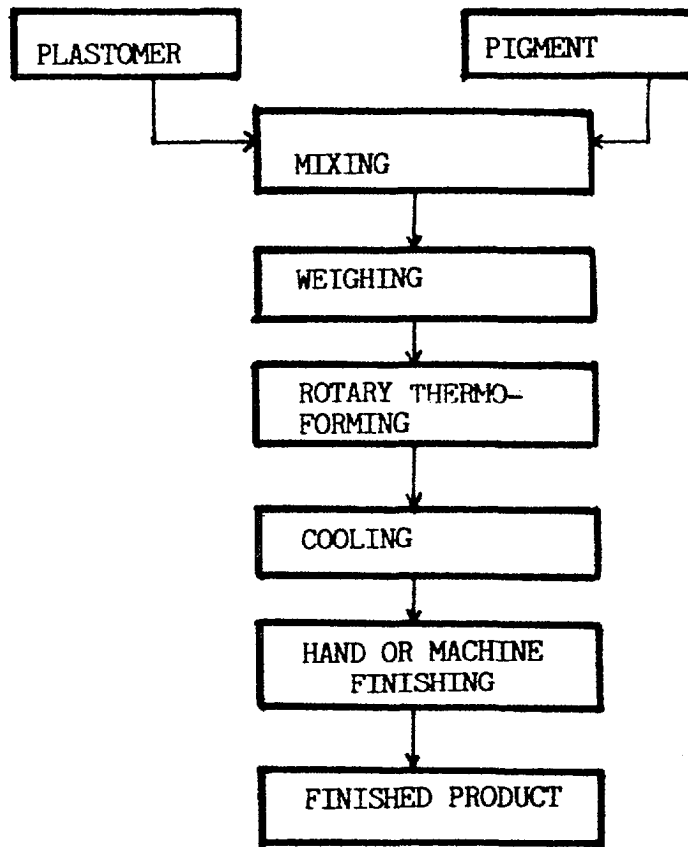 PLASTOMER
PIGMENT
MIXING
WEIGHING
ROTARY THERMO-
FORMING
COOLING
HAND OR MACHINE
FINISHING
FINISHED PRODUCT